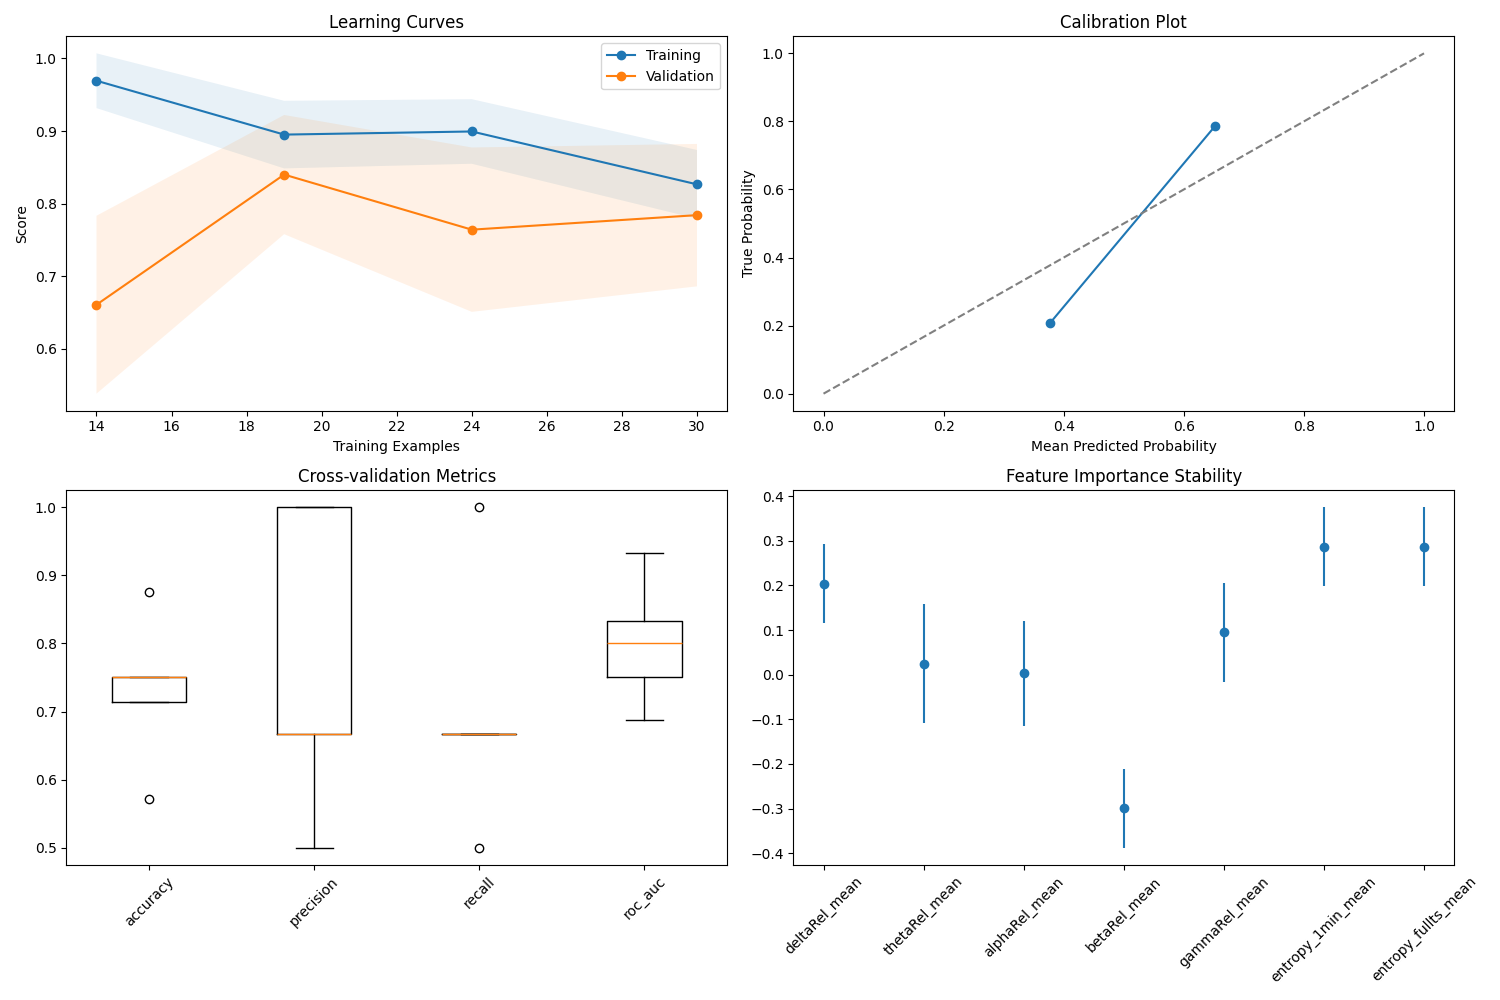 Learning Curves
Score
1.0
0.9
0.8
0.7
0.6
Training
Validation
14 16 18 20 22 24 26 28 30
Training Examples
Calibration Plot
True Probability
1.0
0.8
0.6
0.4
0.2
0.0
0.0 0.2 0.4 0.6 0.8 1.0
Mean Predicted Probability
Cross-validation Metrics
1.0
0.9
0.8
0.7
0.6
0.5
accuracy precision recall roc_auc
Feature Importance Stability
0.4
0.3
0.2
0.1
0.0
−0.1
−0.2
−0.3
−0.4
deltaRel_mean thetaRel_mean alphaRel_mean betaRel_mean gammaRel_mean entropy_1min_mean entropy_fullts_mean